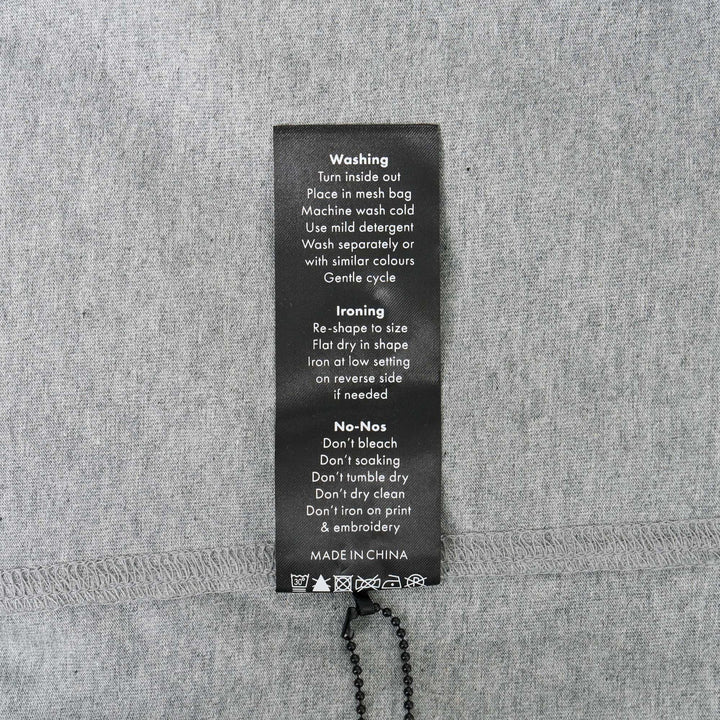 Washing
Turn inside out
Place in mesh bag
Machine wash cold
Use mild detergent
Wash separately or
with similar colours
Gentle cycle
Ironing
Re-shape to size
Flat dry in shape
Iron at low setting
on reverse side
if needed
No-Nos
Don't bleach
Don't soaking
Don't tumble dry
Don't dry clean
Don't iron on print
& embroidery
MADE IN CHINA
30°